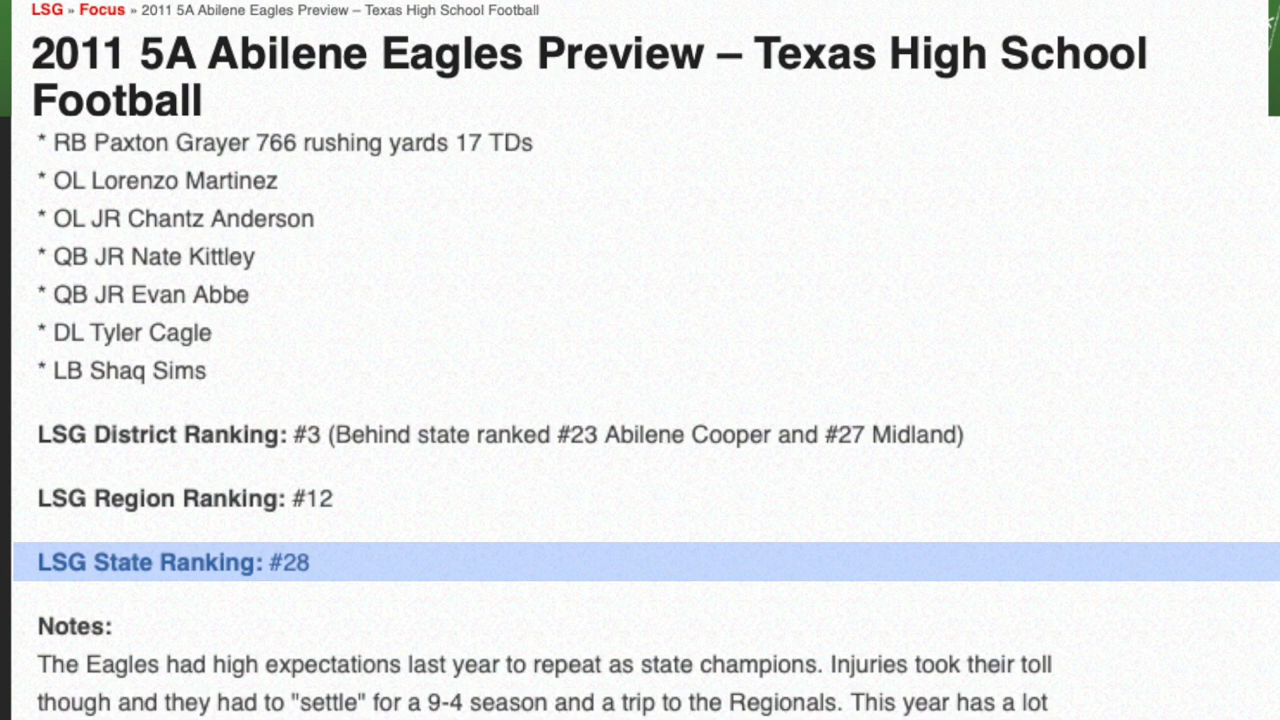 LSG » Focus » 2011 5A Abilene Eagles Preview – Texas High School Football
2011 5A Abilene Eagles Preview – Texas High School
Football
* RB Paxton Grayer 766 rushing yards 17 TDs
* OL Lorenzo Martinez
* OL JR Chantz Anderson
* QB JR Nate Kittley
* QB JR Evan Abbe
* DL Tyler Cagle
* LB Shaq Sims
LSG District Ranking: #3 (Behind state ranked #23 Abilene Cooper and #27 Midland)
LSG Region Ranking: #12
LSG State Ranking: #28
Notes:
The Eagles had high expectations last year to repeat as state champions. Injuries took their toll
though and they had to "settle" for a 9-4 season and a trip to the Regionals. This year has a lot